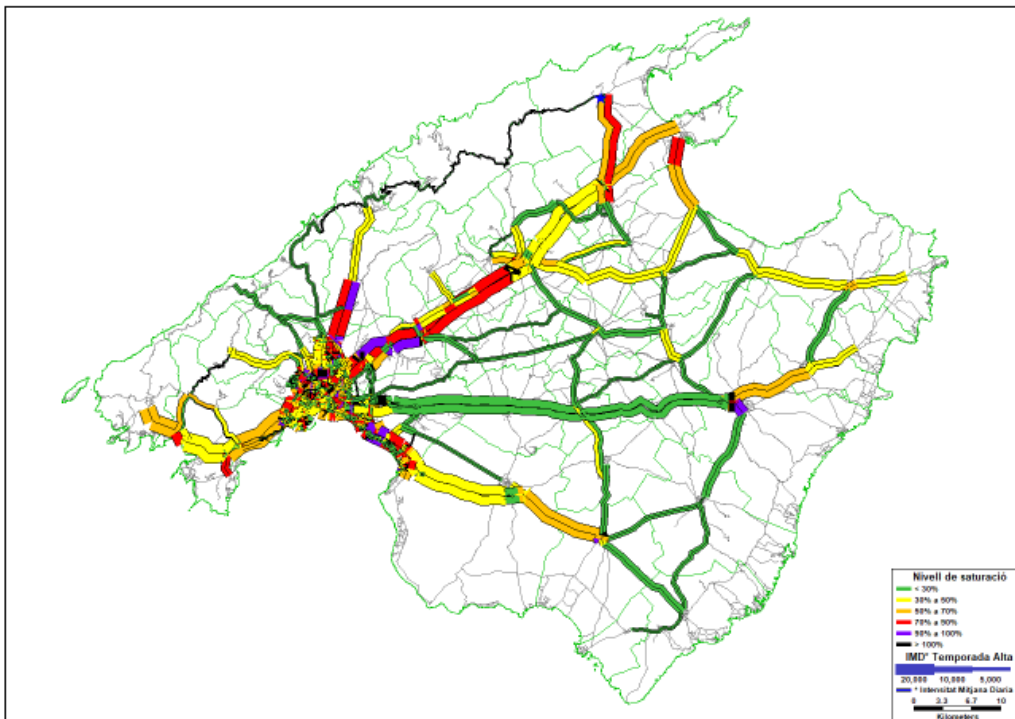 Nivell de saturació
< 30%
30% a 50%
50% a 70%
70% a 90%
90% a 100%
> 100%
IMD* Temporada Alta
20,000 10,000 5,000
* Intensitat Mitjana Diaria
0 3.3 6.7 10
Kilometers